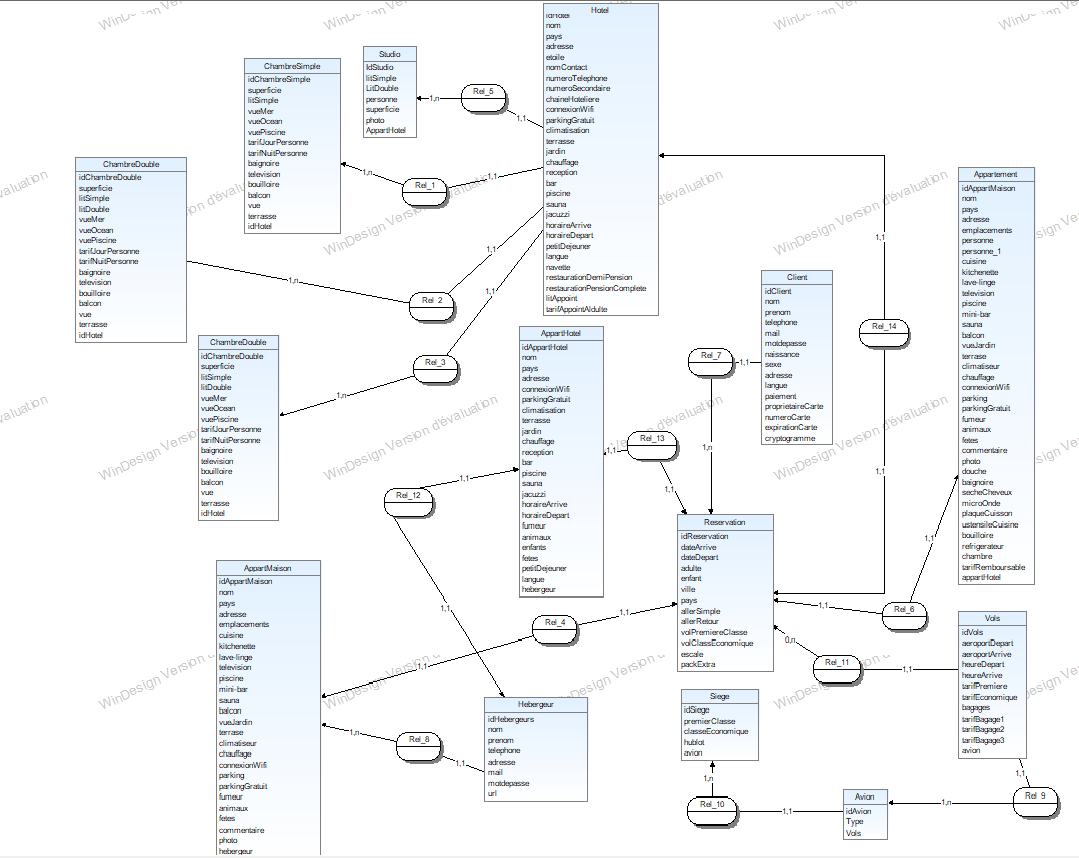 Hotel
idHotel
nom
pays
adresse
etoile
nomContact
numeroTelephone
numeroSecondaire
chaineHoteliere
connexionWifi
parkingGratuit
climatisation
terrasse
jardin
chauffage
reception
bar
piscine
sauna
jacuzzi
horaireArrive
horaireDepart
petitDejeuner
langue
navette
restaurationDemiPension
restaurationPensionComplete
litAppoint
tarifAppointAldulte
Studio
IdStudio
litSimple
LitDouble
personne
superficie
photo
AppartHotel
1,n
Rel_5
1,1
ChambreSimple
idChambreSimple
superficie
litSimple
vueMer
vueOcean
vuePiscine
tarifJourPersonne
tarifNuitPersonne
baignoire
television
bouilloire
balcon
vue
terrasse
idHotel
1,n
Rel_1
1,1
ChambreDouble
idChambreDouble
superficie
litSimple
litDouble
vueMer
vueOcean
vuePiscine
tarifJourPersonne
tarifNuitPersonne
baignoire
television
bouilloire
balcon
vue
terrasse
idHotel
1,n
Rel_2
1,1
ChambreDouble
idChambreDouble
superficie
litSimple
litDouble
vueMer
vueOcean
vuePiscine
tarifJourPersonne
tarifNuitPersonne
baignoire
television
bouilloire
balcon
vue
terrasse
idHotel
1,n
Rel_3
1,1
AppartHotel
idAppartHotel
nom
pays
adresse
connexionWifi
parkingGratuit
climatisation
terrasse
jardin
chauffage
reception
bar
piscine
sauna
jacuzzi
horaireArrive
horaireDepart
fumeur
animaux
enfants
fetes
petitDejeuner
langue
hebergeur
1,1
Rel_13
1,1
Client
idClient
nom
prenom
telephone
mail
motdepasse
naissance
sexe
adresse
langue
paiement
proprietaireCarte
numeroCarte
expirationCarte
cryptogramme
Rel_7
1,1
1,n
1,1
Rel_14
1,1
Appartement
idAppartMaison
nom
pays
adresse
emplacements
personne
personne_1
cuisine
kitchenette
lave-linge
television
piscine
mini-bar
sauna
balcon
vueJardin
terrase
climatiseur
chauffage
connexionWifi
parking
parkingGratuit
fumeur
animaux
fetes
commentaire
photo
douche
baignoire
secheCheveux
microOnde
plaqueCuisson
ustensileCuisine
bouilloire
refrigerateur
chambre
tarifRemboursable
appartHotel
Reservation
idReservation
dateArrive
dateDepart
adulte
enfant
ville
pays
allerSimple
allerRetour
volPremiereClasse
volClassEconomique
escale
packExtra
1,1
Rel_6
1,1
1,1
Rel_12
1,1
AppartMaison
idAppartMaison
nom
pays
adresse
emplacements
cuisine
kitchenette
lave-linge
television
piscine
mini-bar
sauna
balcon
vueJardin
terrase
climatiseur
chauffage
connexionWifi
parking
parkingGratuit
fumeur
animaux
fetes
commentaire
photo
hebergeur
1,1
Rel_4
1,1
1,n
Rel_8
1,1
Hebergeur
idHebergeurs
nom
prenom
telephone
adresse
mail
motdepasse
url
0,n
Rel_11
1,1
Vols
idVols
aeroportDepart
aeroportArrive
heureDepart
heureArrive
tarifPremiere
tarifEconomique
bagages
tarifBagage1
tarifBagage2
tarifBagage3
avion
Siege
idSiege
premierClasse
classeEconomique
hublot
avion
1,n
Rel_10
1,1
Avion
idAvion
Type
Vols
1,n
Rel_9
1,1
WinDesign Version d'évaluation